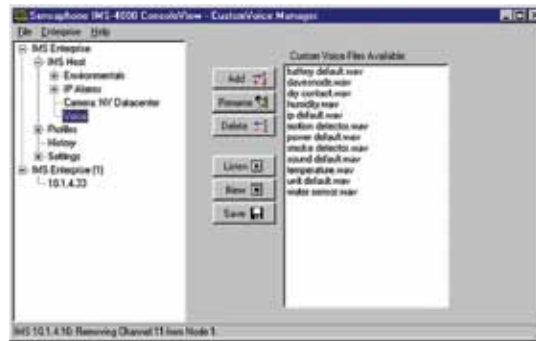 Sensaphone IMS-4000 ConsoleView - CustomVoice Manager
File Enterprise Help
IMS Enterprise
IMS Host
Environmentals
IP Alarms
Camera: NY Datacenter
Voice
Profiles
History
Settings
IMS Enterprise (1)
10.1.4.33
Add
Rename
Delete
Listen
New
Save
Custom Voice Files Available:
battery default.wav
dry contact.wav
humidity.wav
ip default.wav
motion detector.wav
power default.wav
smoke detector.wav
sound default.wav
temperature.wav
unit default.wav
water sensor.wav
IMS 10.1.4.10: Removing Channel 11 from Node 1.